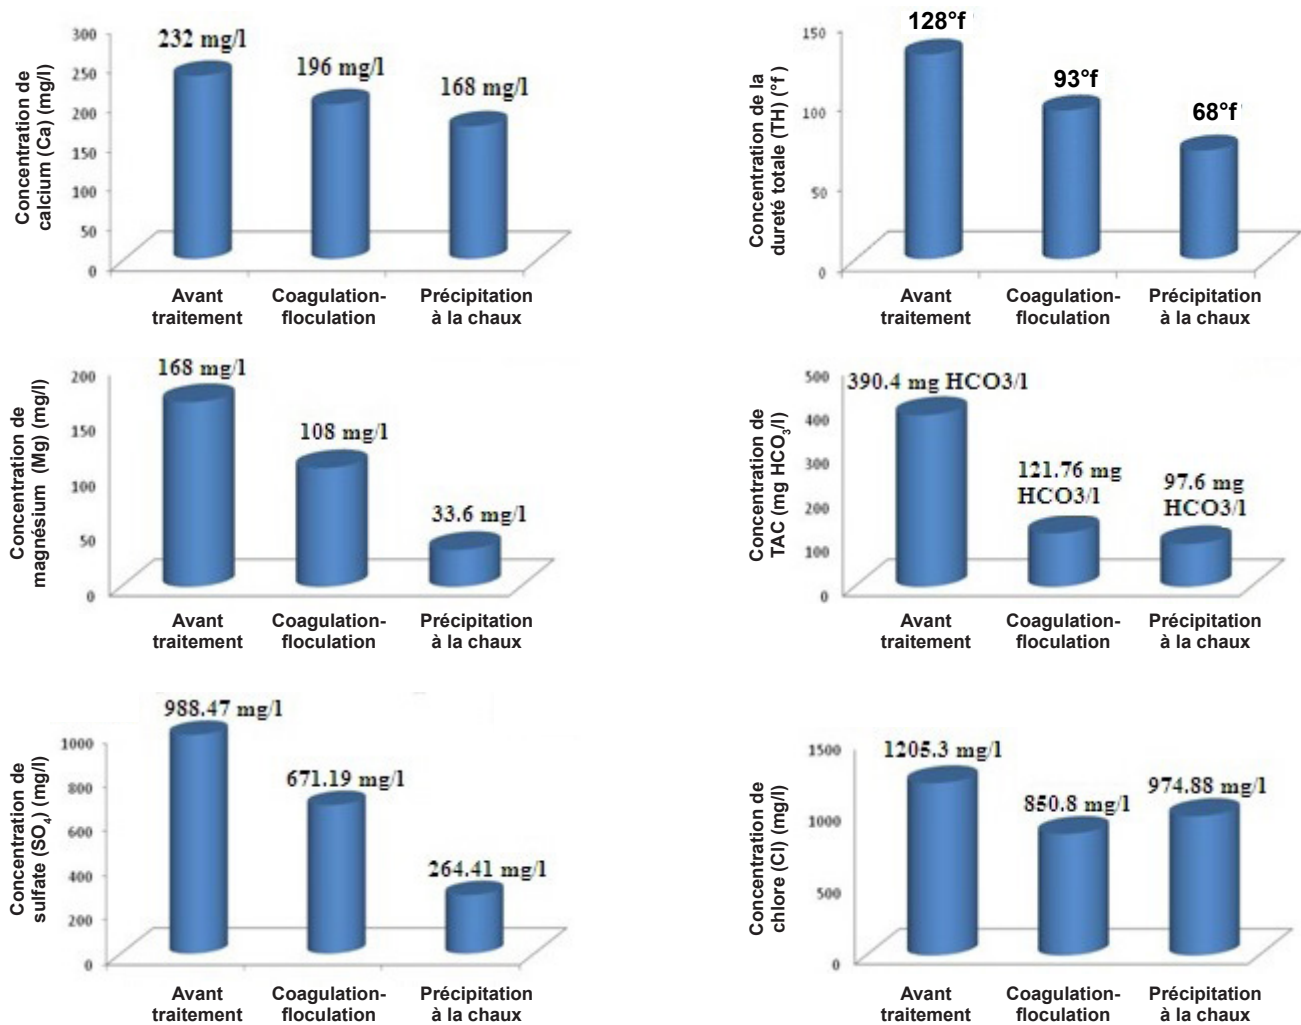 Concentration de
calcium (Ca) (mg/l)
300
250
200
150
100
50
0
232 mg/l
196 mg/l
168 mg/l
Avant
traitement
Coagulation-
floculation
Précipitation
à la chaux
Concentration de la
dureté totale (TH) (°f)
150
100
50
0
128°f
93°f
68°f
Avant
traitement
Coagulation-
floculation
Précipitation
à la chaux
Concentration de
magnésium (Mg) (mg/l)
200
150
100
50
0
168 mg/l
108 mg/l
33.6 mg/l
Avant
traitement
Coagulation-
floculation
Précipitation
à la chaux
Concentration de
TAC (mg HCO₃/l)
500
400
300
200
100
0
390.4 mg HCO3/l
121.76 mg
HCO3/l
97.6 mg
HCO3/l
Avant
traitement
Coagulation-
floculation
Précipitation
à la chaux
Concentration de
sulfate (SO₄) (mg/l)
1000
800
600
400
200
0
988.47 mg/l
671.19 mg/l
264.41 mg/l
Avant
traitement
Coagulation-
floculation
Précipitation
à la chaux
Concentration de
chlore (Cl) (mg/l)
1500
1000
500
0
1205.3 mg/l
850.8 mg/l
974.88 mg/l
Avant
traitement
Coagulation-
floculation
Précipitation
à la chaux